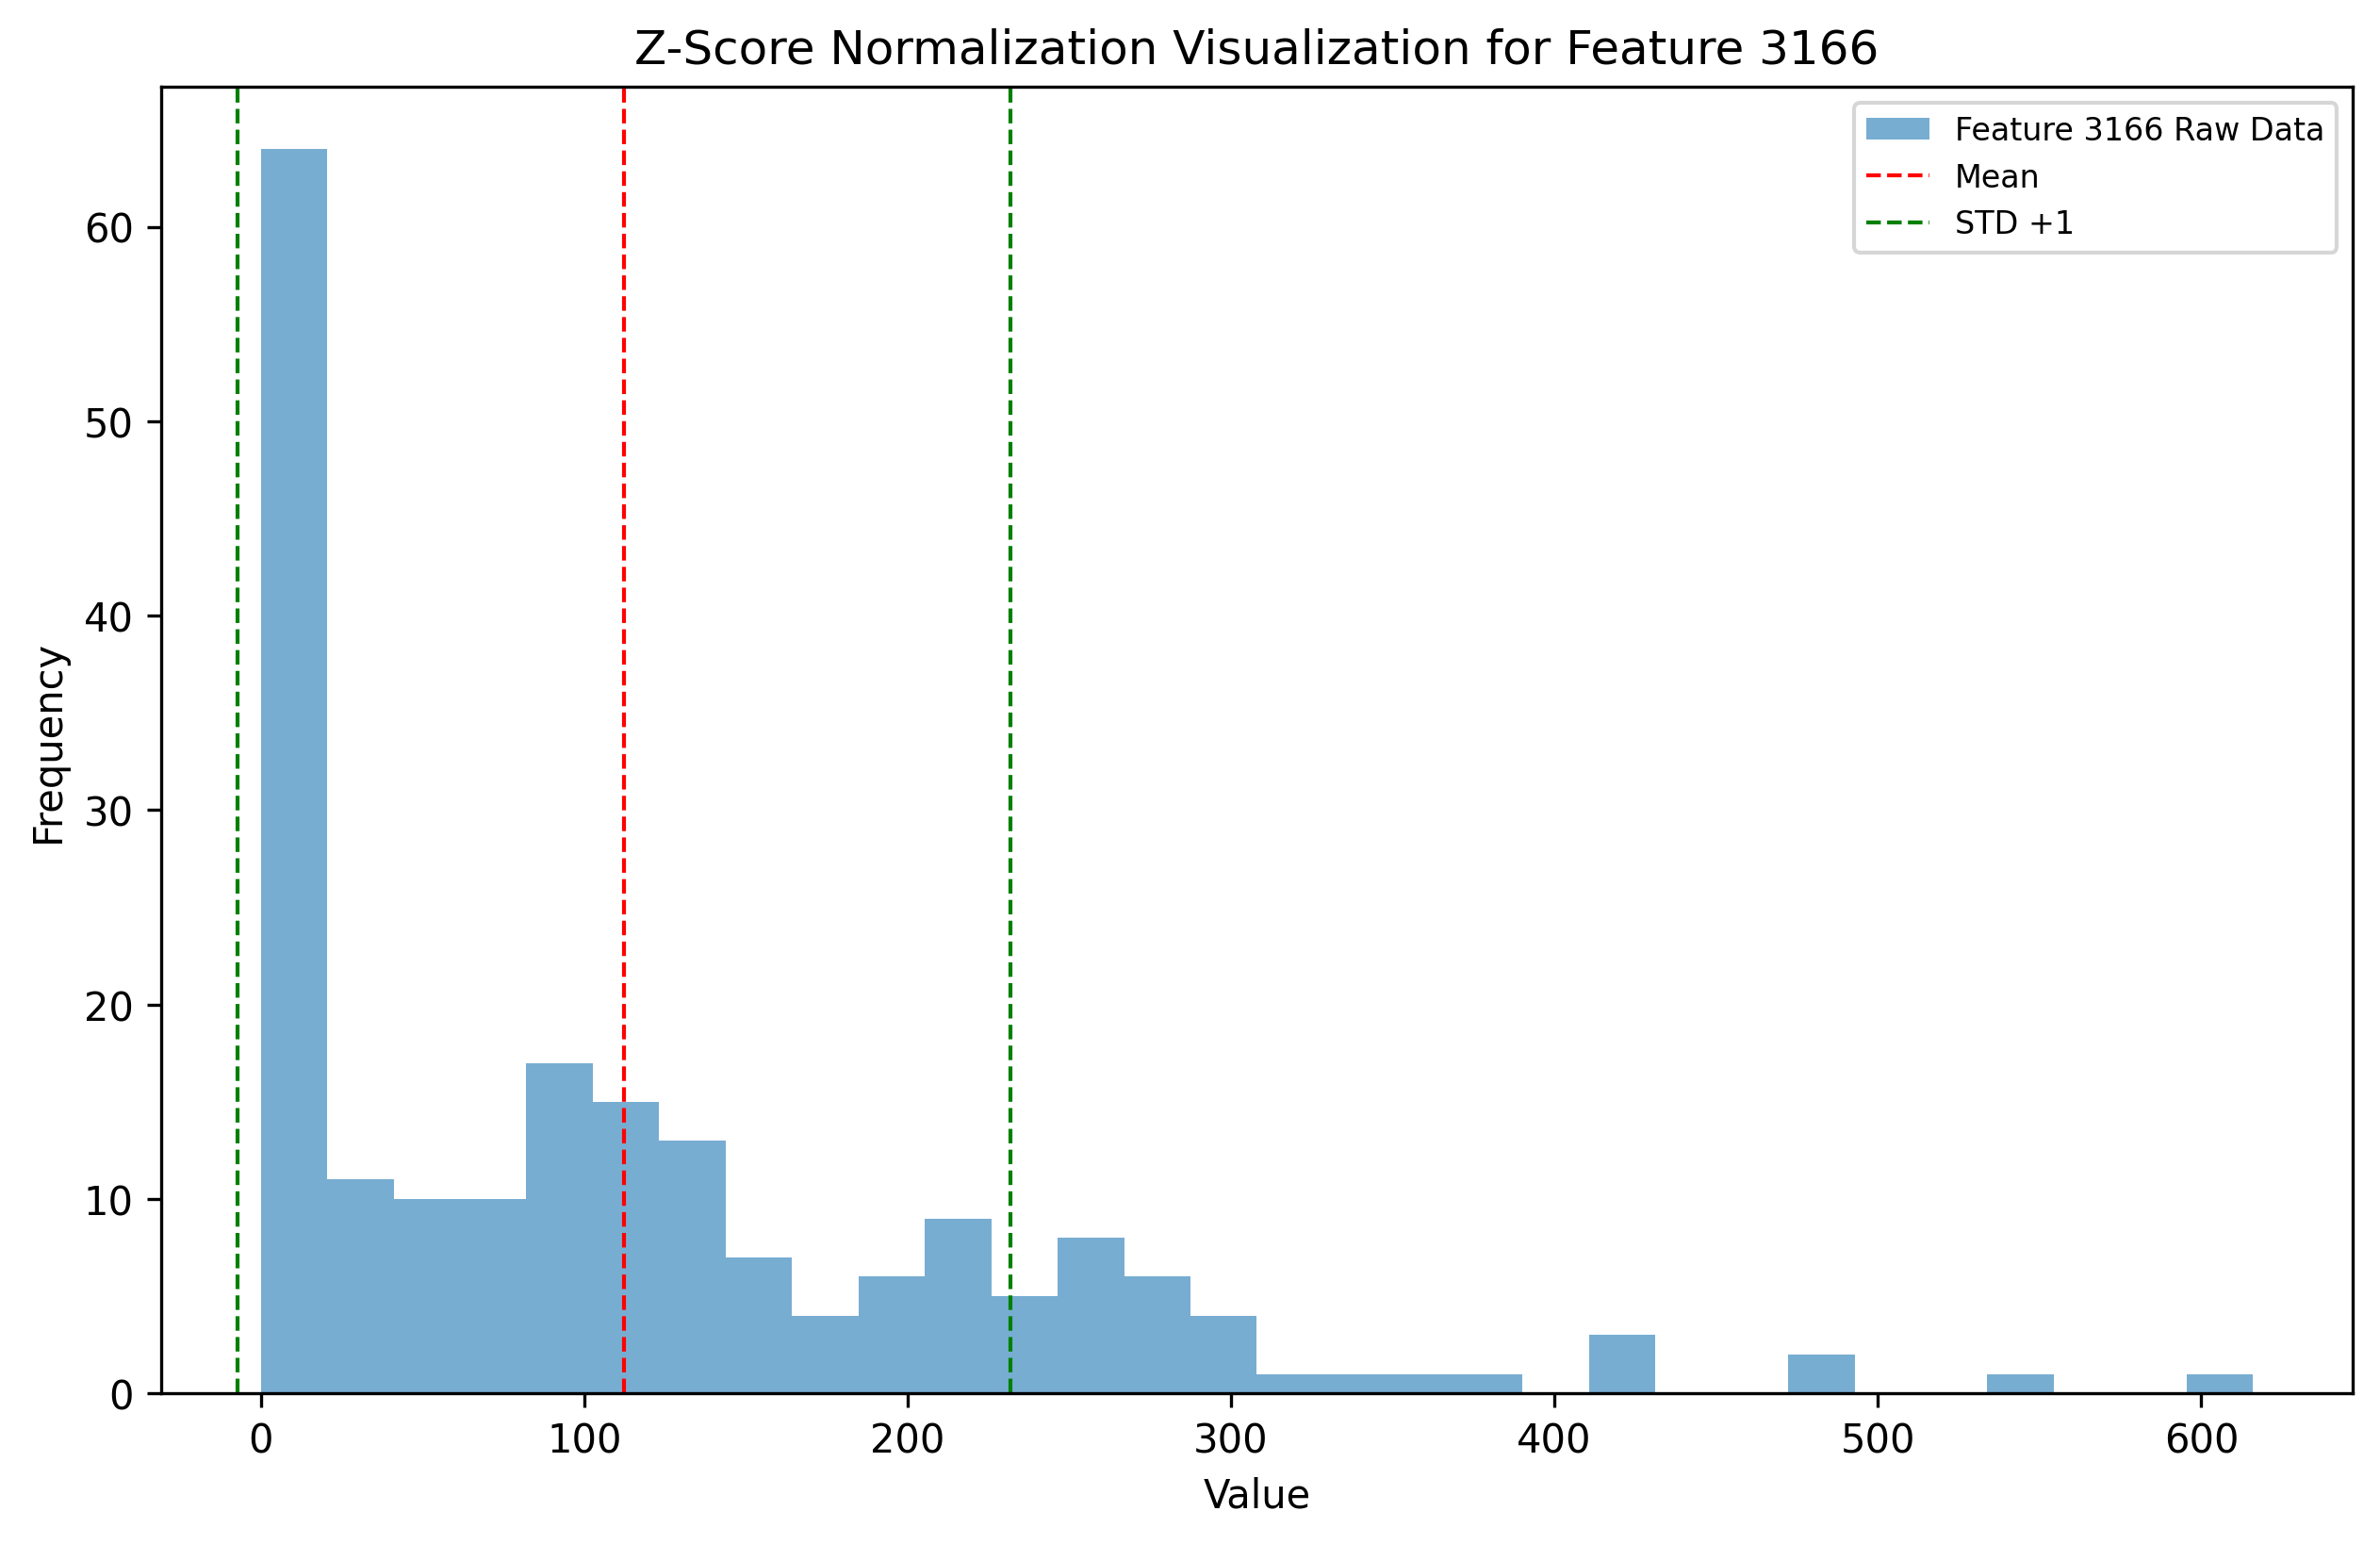 Z-Score Normalization Visualization for Feature 3166
Feature 3166 Raw Data
Mean
STD +1
Frequency
60
50
40
30
20
10
0
0 100 200 300 400 500 600
Value